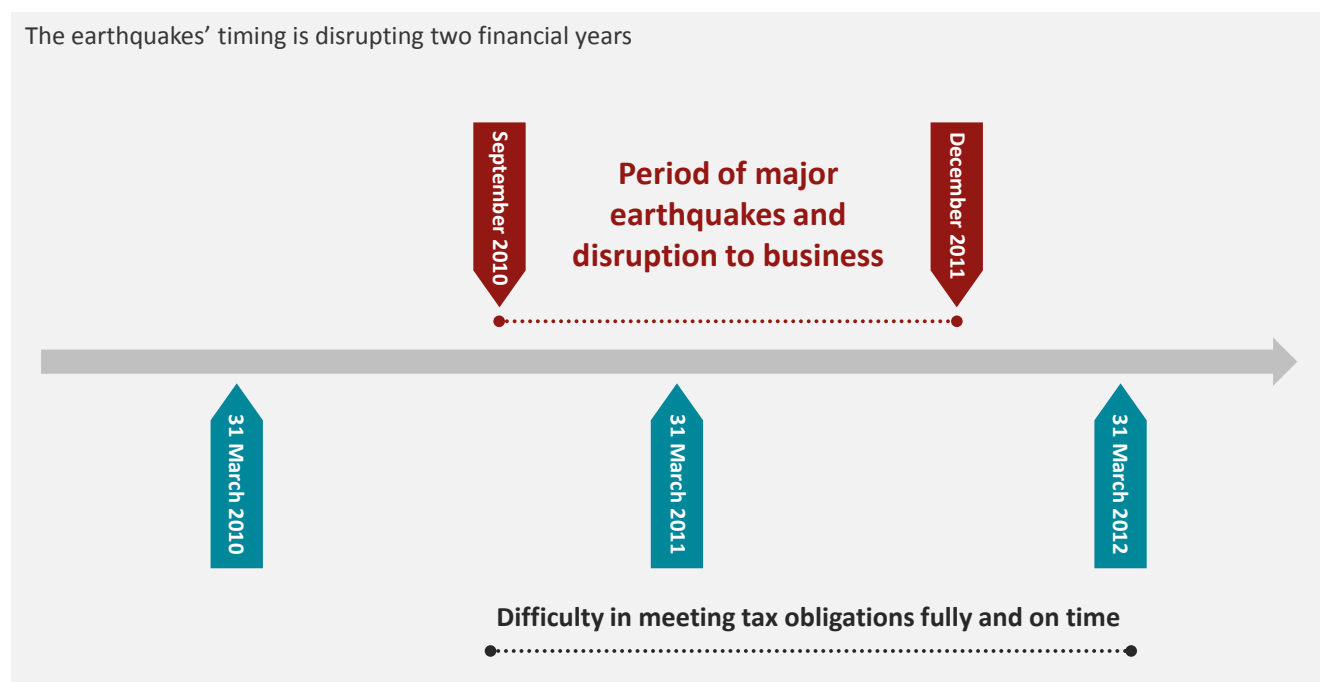 The earthquakes’ timing is disrupting two financial years
September 2010
Period of major
earthquakes and
disruption to business
December 2011
31 March 2010
31 March 2011
31 March 2012
Difficulty in meeting tax obligations fully and on time